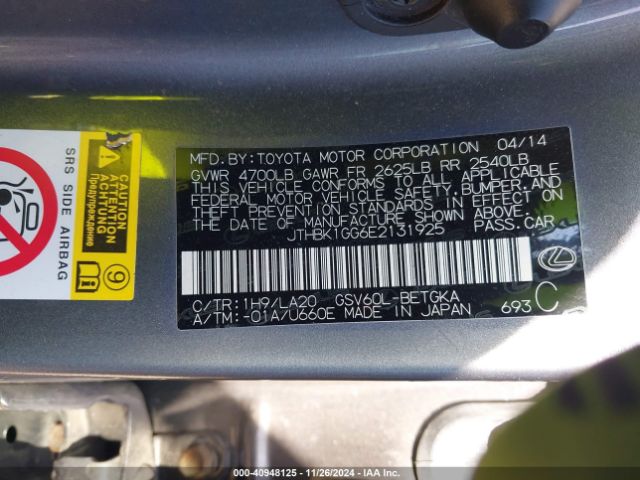 MFD. BY: TOYOTA MOTOR CORPORATION 04/14
GVWR 4700LB GAWR FR 2625LB RR 2540LB
THIS VEHICLE CONFORMS TO ALL APPLICABLE
FEDERAL MOTOR VEHICLE SAFETY, BUMPER, AND
THEFT PREVENTION STANDARDS IN EFFECT ON
THE DATE OF MANUFACTURE SHOWN ABOVE.
JTHBK1GG6E2131925 PASS. CAR
C/TR: 1H9/LA20 GSV60L-BETGKA
A/TM: -01A/U660E MADE IN JAPAN 693 C
SRS SIDE AIRBAG
Предупреждение
ATTENTION
CAUTION
9
000-40948125 - 11/26/2024 - IAA Inc.